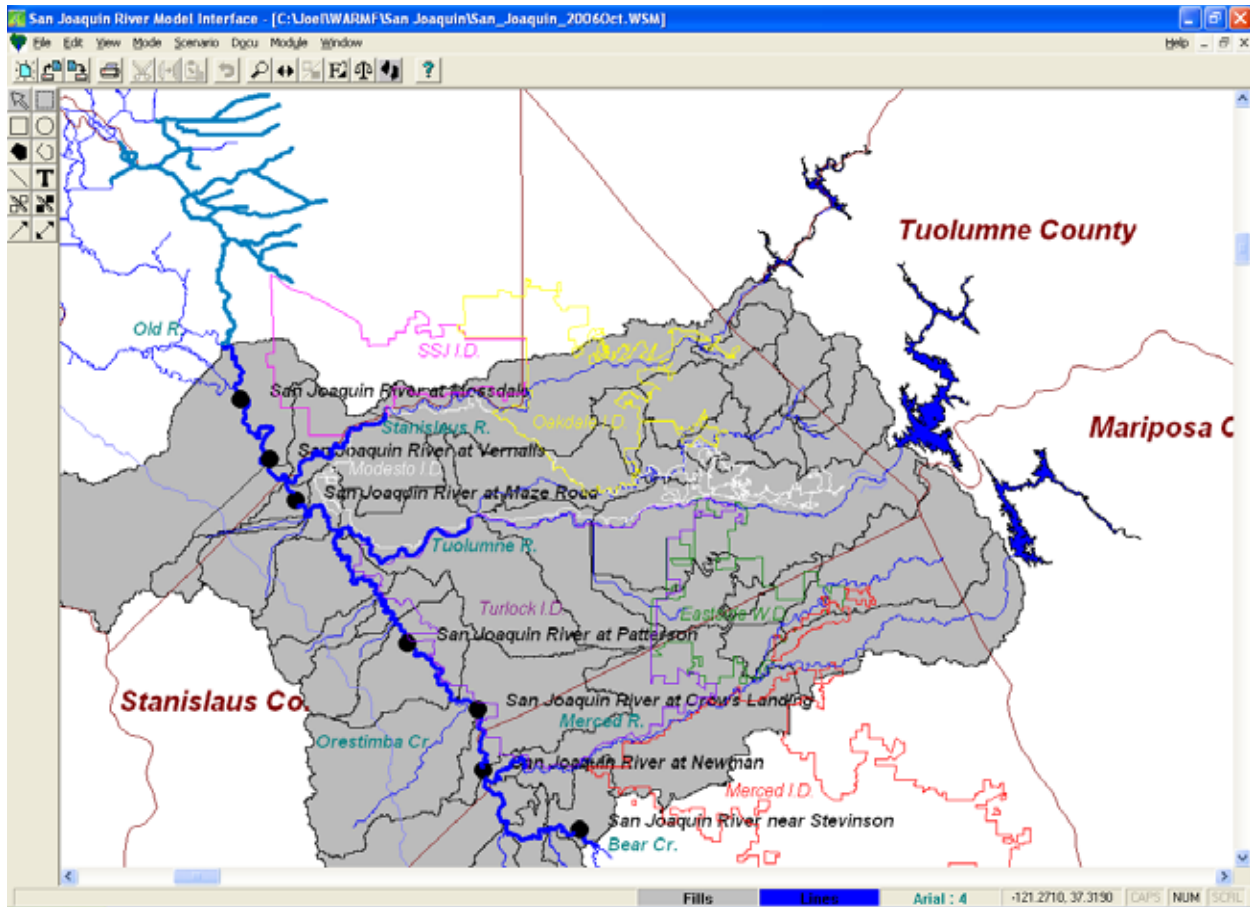 San Joaquin River Model Interface - [C:\Joel\WARMF\San Joaquin\San_Joaquin_2006Oct.WSM]
File Edit View Mode Scenario Docu Module Window Help
Tuolumne County
Old R.
SSJ I.D.
San Joaquin River at Mossdale
Stanislaus R.
Oakdale I.D.
Mariposa C
San Joaquin River at Vernalis
Modesto I.D.
San Joaquin River at Maze Road
Tuolumne R.
Turlock I.D.
Eastside W.D.
San Joaquin River at Patterson
Stanislaus Co.
San Joaquin River at Crows Landing
Merced R.
Orestimba Cr.
San Joaquin River at Newman
Merced I.D.
San Joaquin River near Stevinson
Bear Cr.
Fills Lines Arial : 4 -121.2710, 37.3190 CAPS NUM SCRL